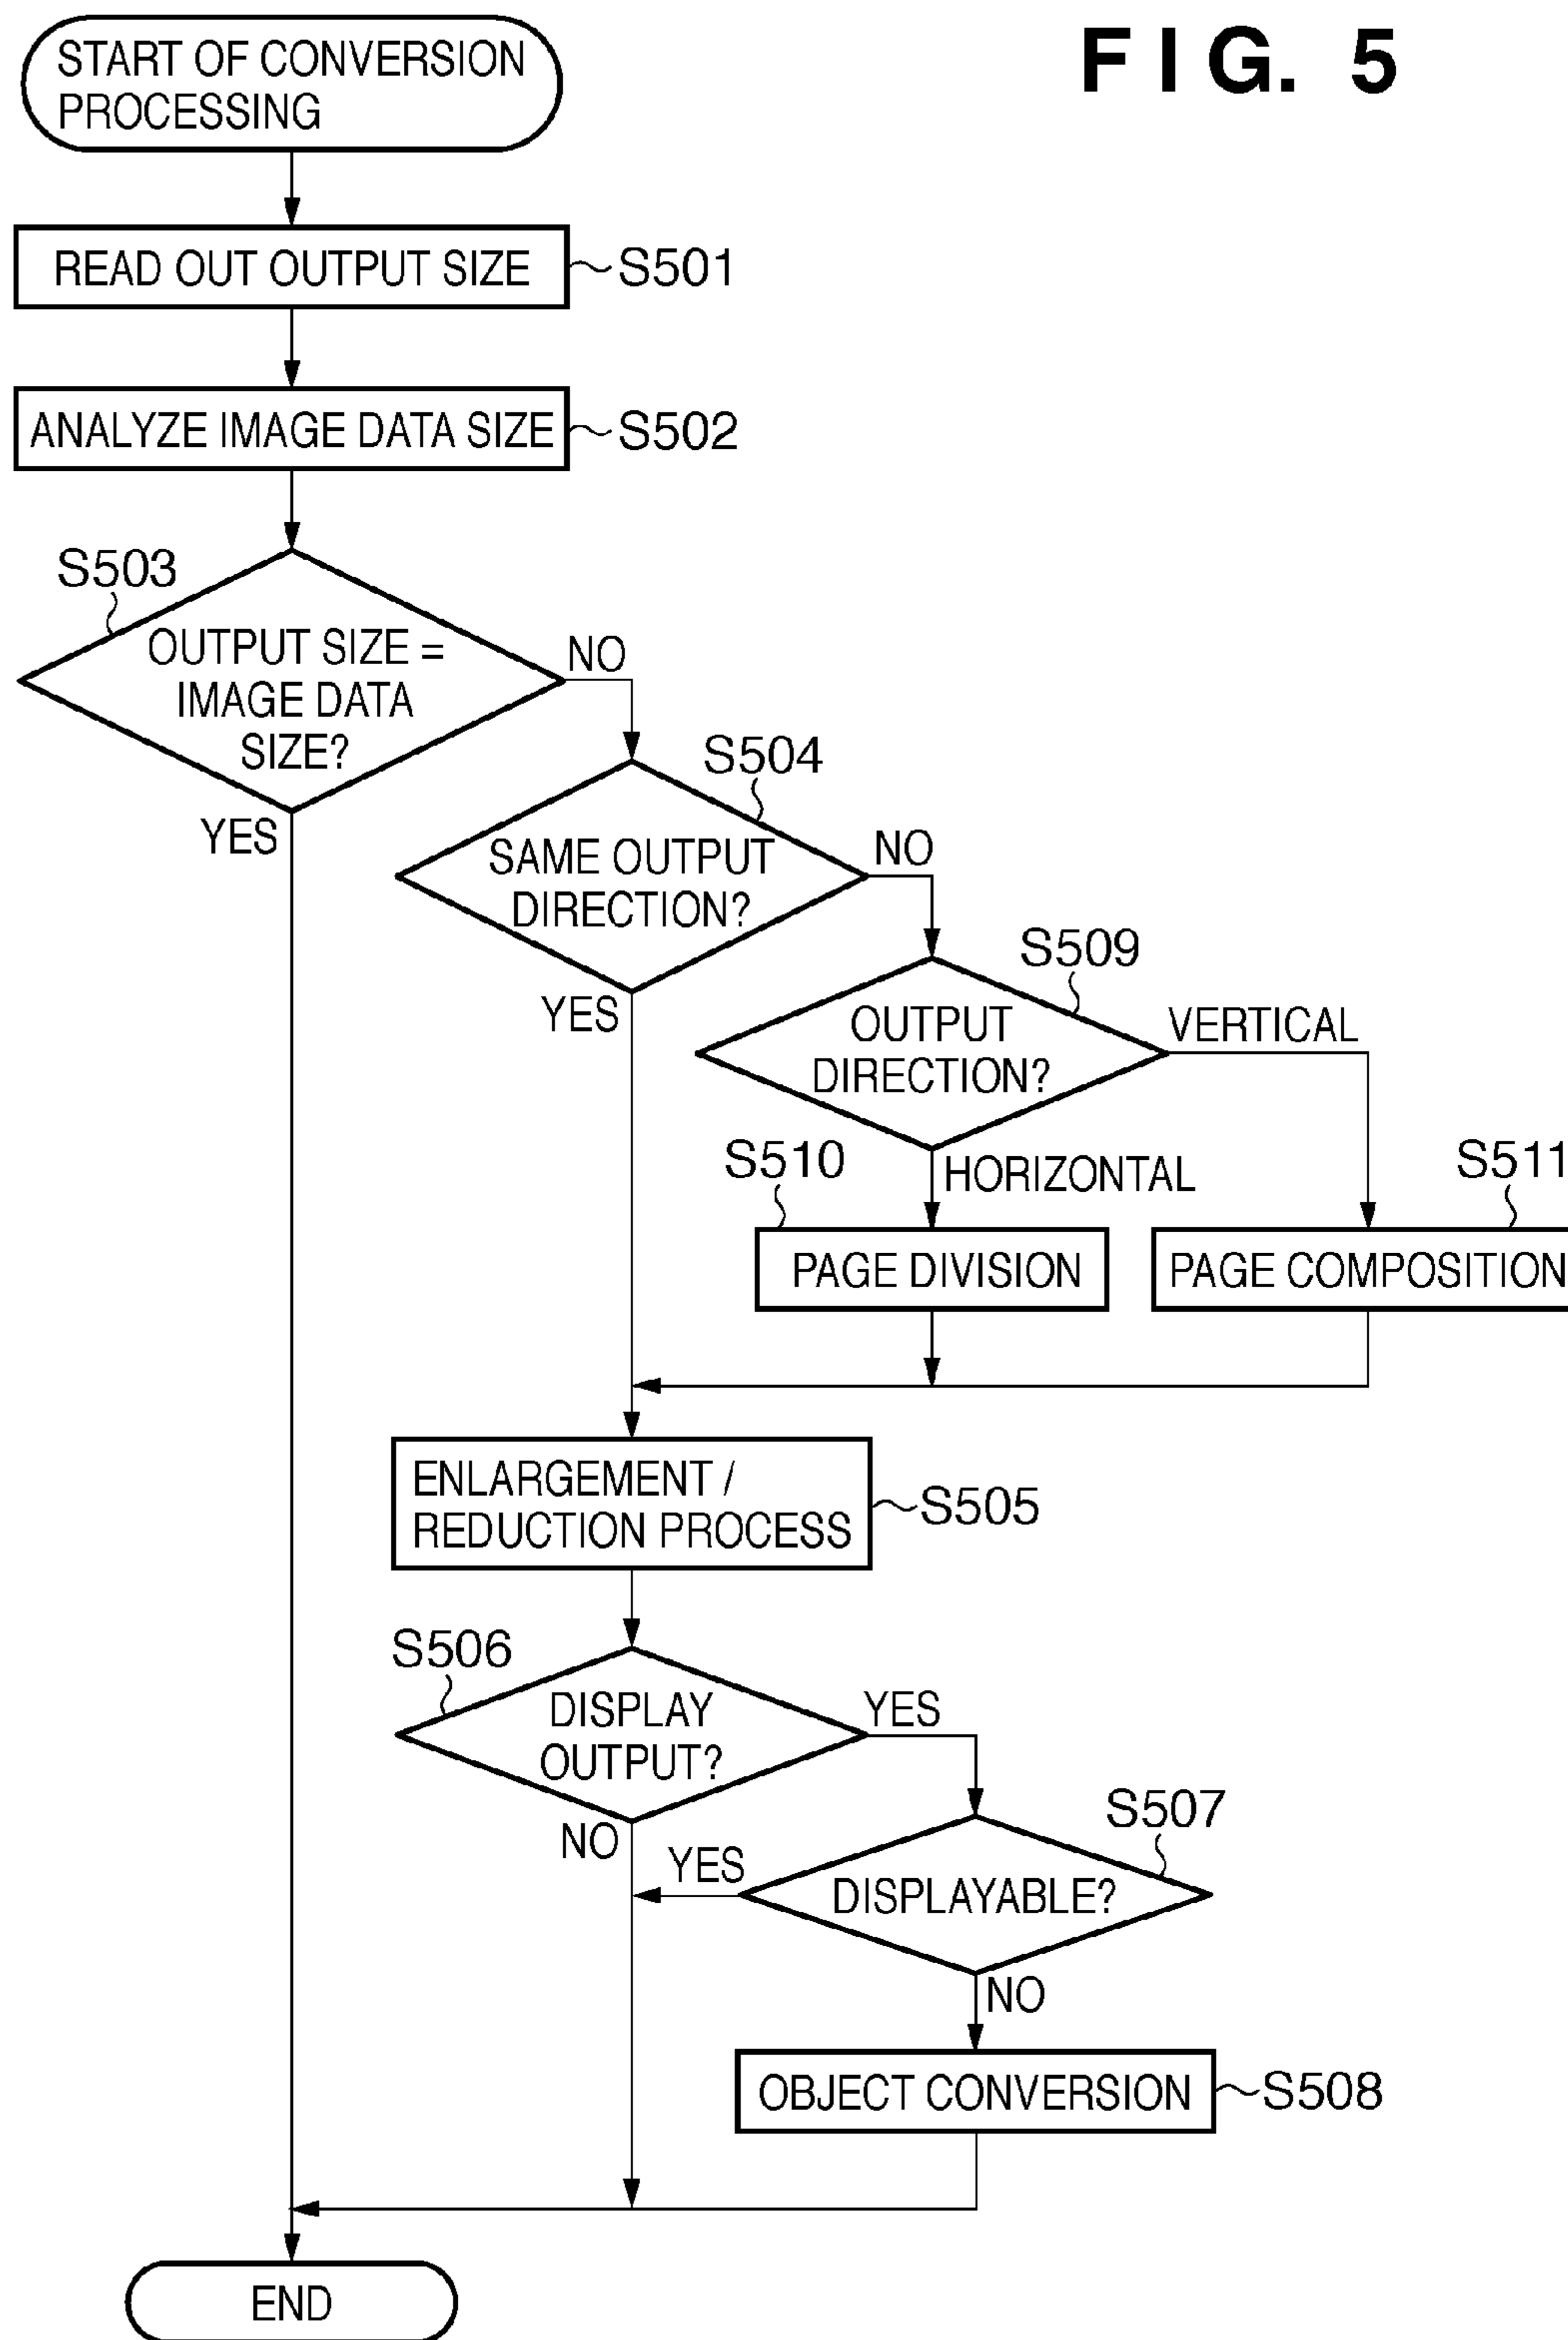 FIG. 5
START OF CONVERSION
PROCESSING
READ OUT OUTPUT SIZE
S501
ANALYZE IMAGE DATA SIZE
S502
S503
OUTPUT SIZE =
IMAGE DATA
SIZE?
NO
YES
S504
SAME OUTPUT
DIRECTION?
NO
YES
S509
OUTPUT
DIRECTION?
VERTICAL
HORIZONTAL
S510
PAGE DIVISION
S511
PAGE COMPOSITION
ENLARGEMENT /
REDUCTION PROCESS
S505
S506
DISPLAY
OUTPUT?
YES
NO
S507
DISPLAYABLE?
YES
NO
OBJECT CONVERSION
S508
END